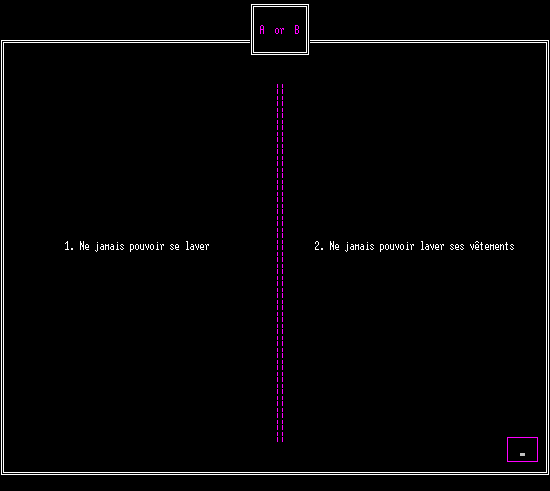 A or B
1. Ne jamais pouvoir se laver
2. Ne jamais pouvoir laver ses vêtements